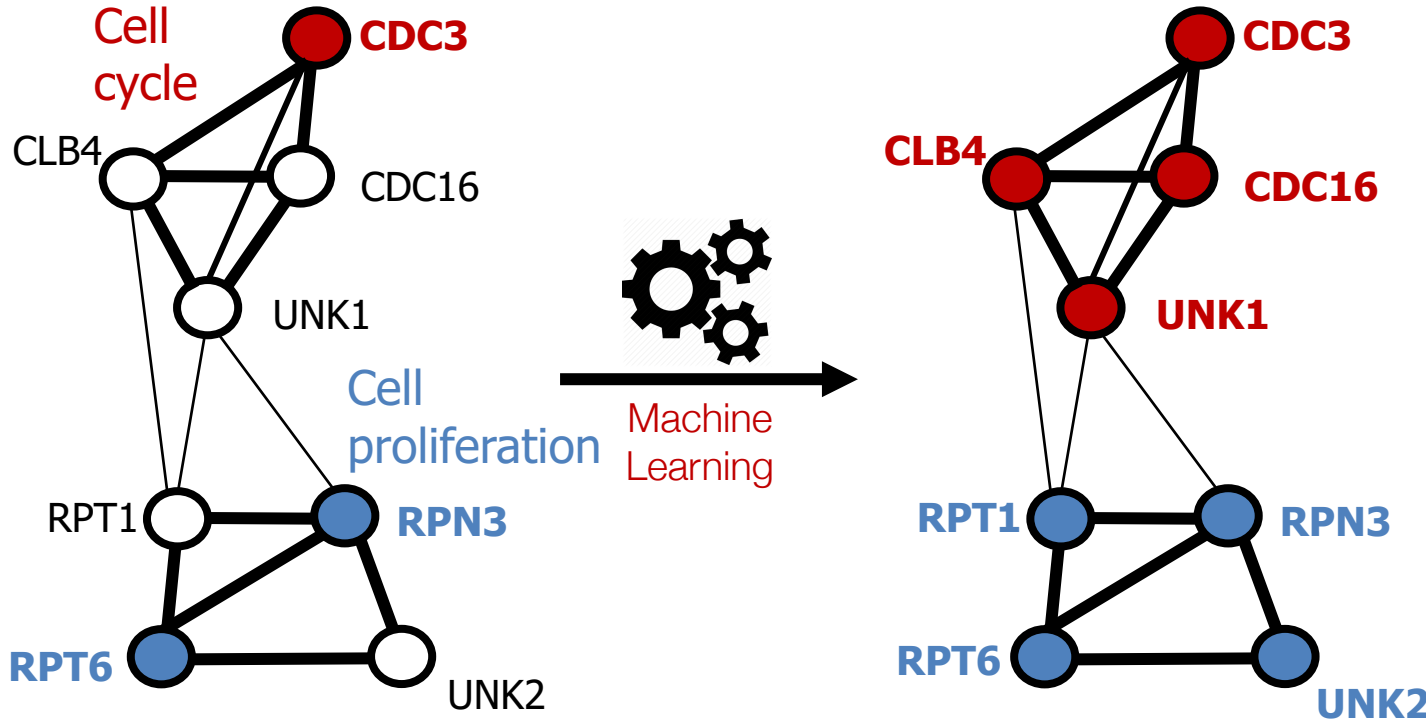 Cell
cycle
CDC3
CLB4
CDC16
UNK1
Cell
proliferation
RPT1
RPN3
RPT6
UNK2
Machine
Learning
CDC3
CLB4
CDC16
UNK1
RPT1
RPN3
RPT6
UNK2